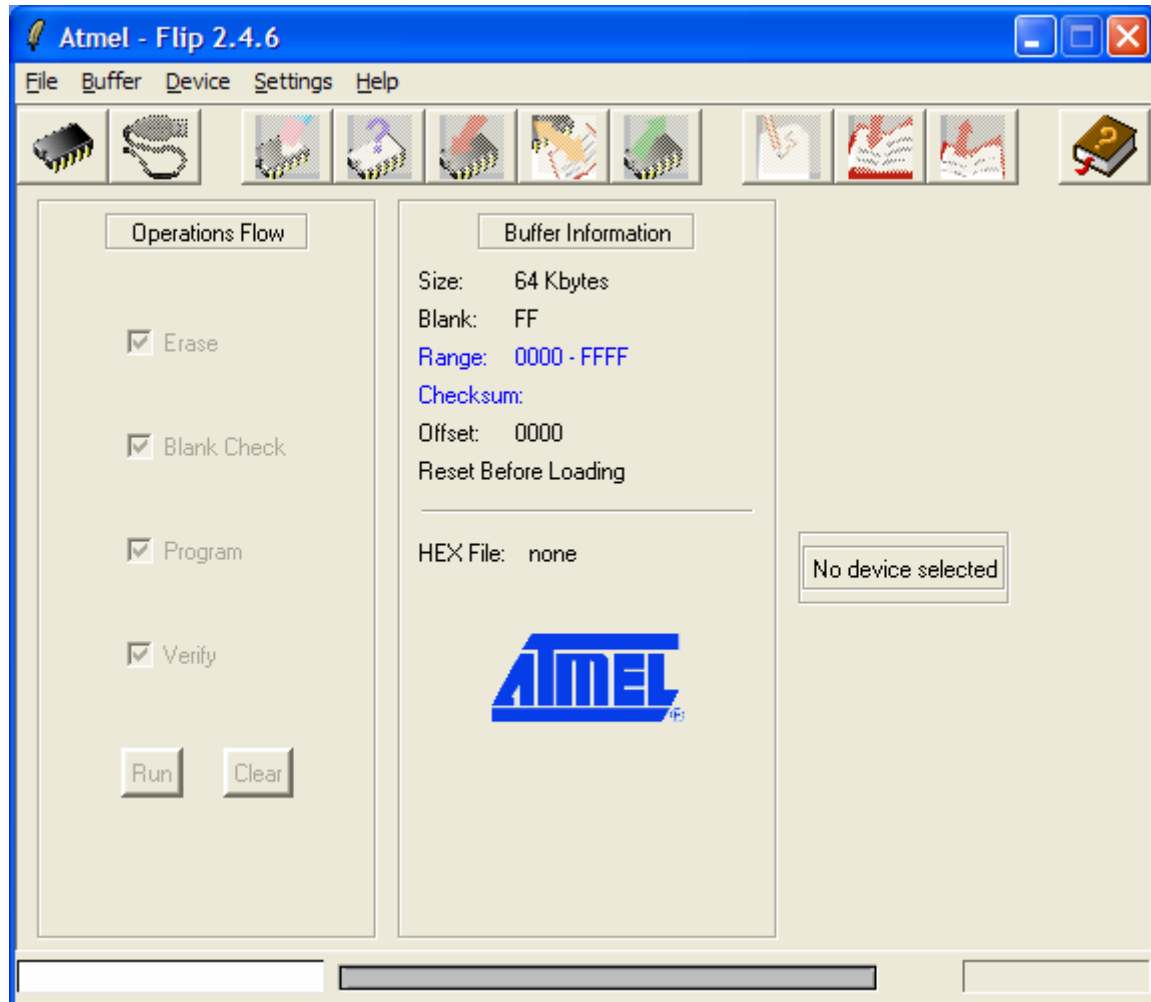 Atmel - Flip 2.4.6
File Buffer Device Settings Help
Operations Flow
Erase
Blank Check
Program
Verify
Run Clear
Buffer Information
Size: 64 Kbytes
Blank: FF
Range: 0000 - FFFF
Checksum:
Offset: 0000
Reset Before Loading
HEX File: none
ATMEL ®
No device selected